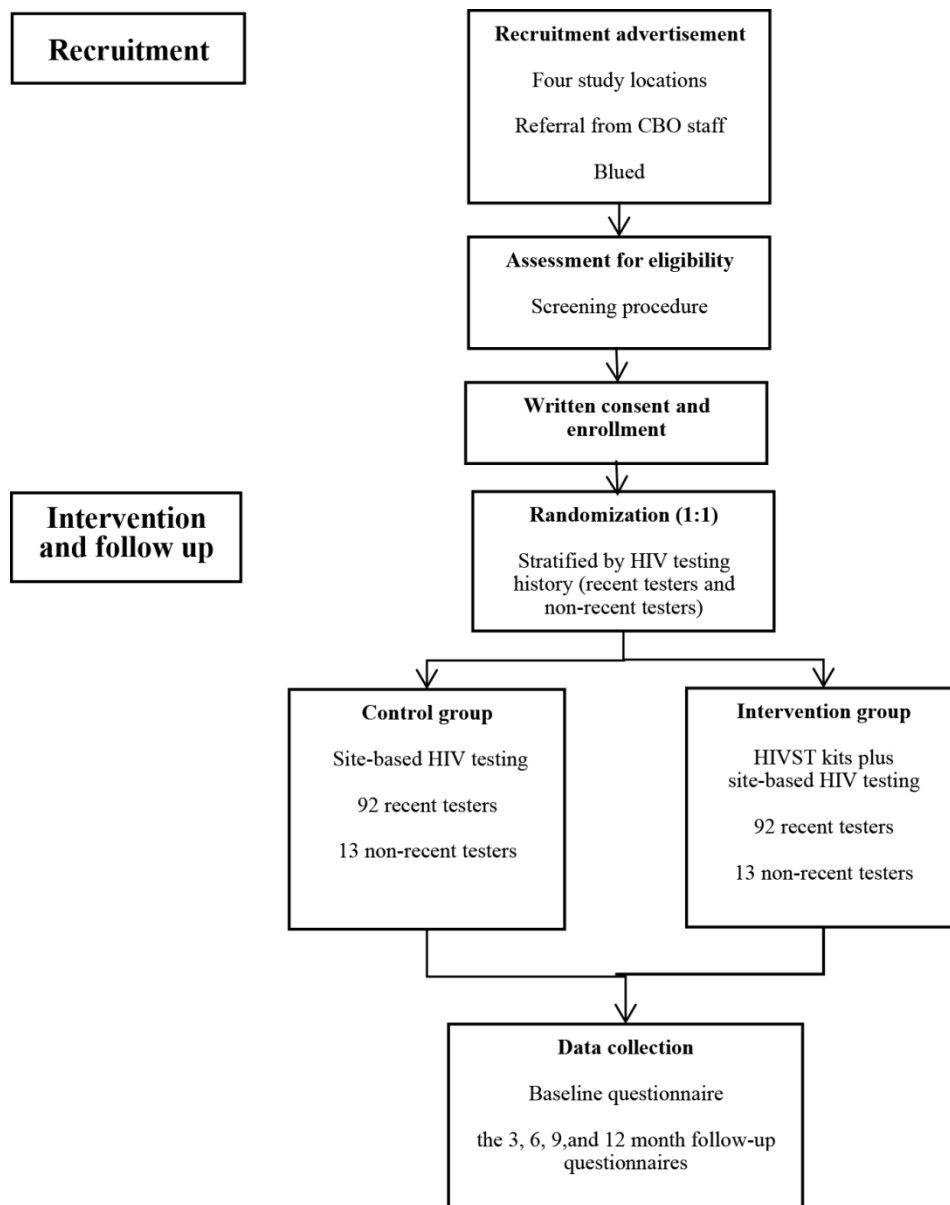 Recruitment
Recruitment advertisement
Four study locations
Referral from CBO staff
Blued
Assessment for eligibility
Screening procedure
Written consent and
enrollment
Intervention
and follow up
Randomization (1:1)
Stratified by HIV testing
history (recent testers and
non-recent testers)
Control group
Site-based HIV testing
92 recent testers
13 non-recent testers
Intervention group
HIVST kits plus
site-based HIV testing
92 recent testers
13 non-recent testers
Data collection
Baseline questionnaire
the 3, 6, 9,and 12 month follow-up
questionnaires